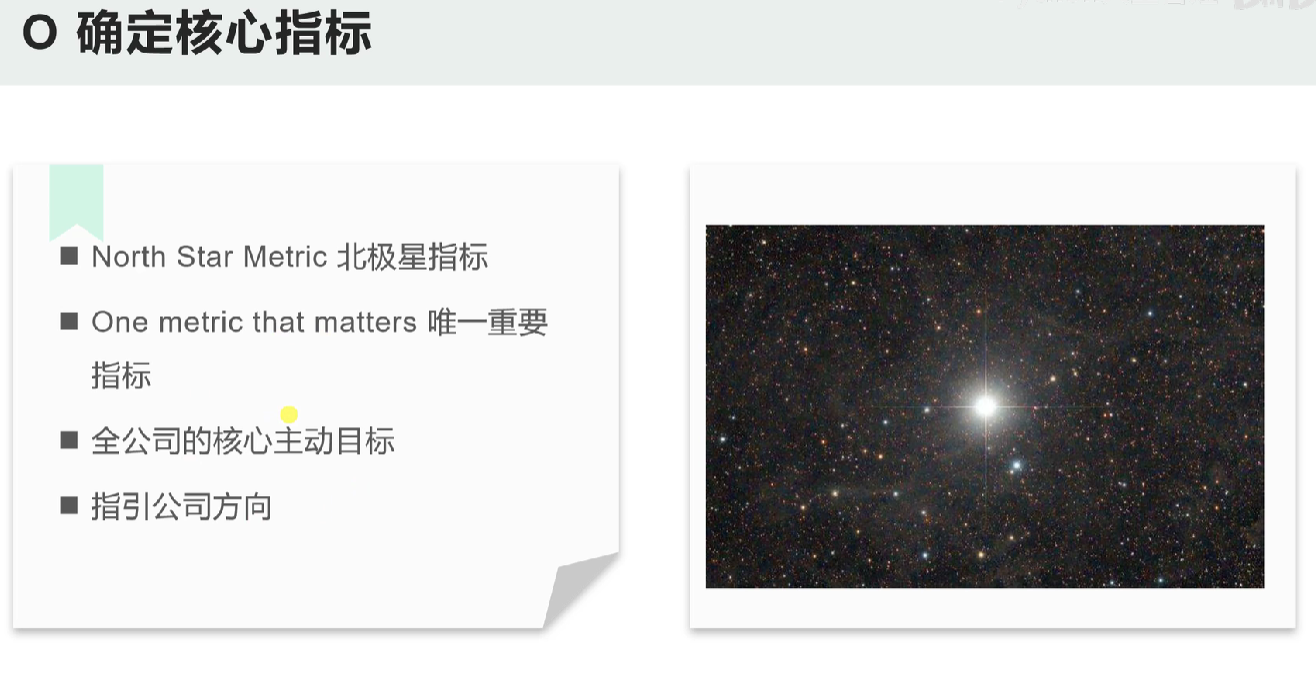 O 确定核心指标
North Star Metric 北极星指标
One metric that matters 唯一重要
指标
全公司的核心主动目标
指引公司方向